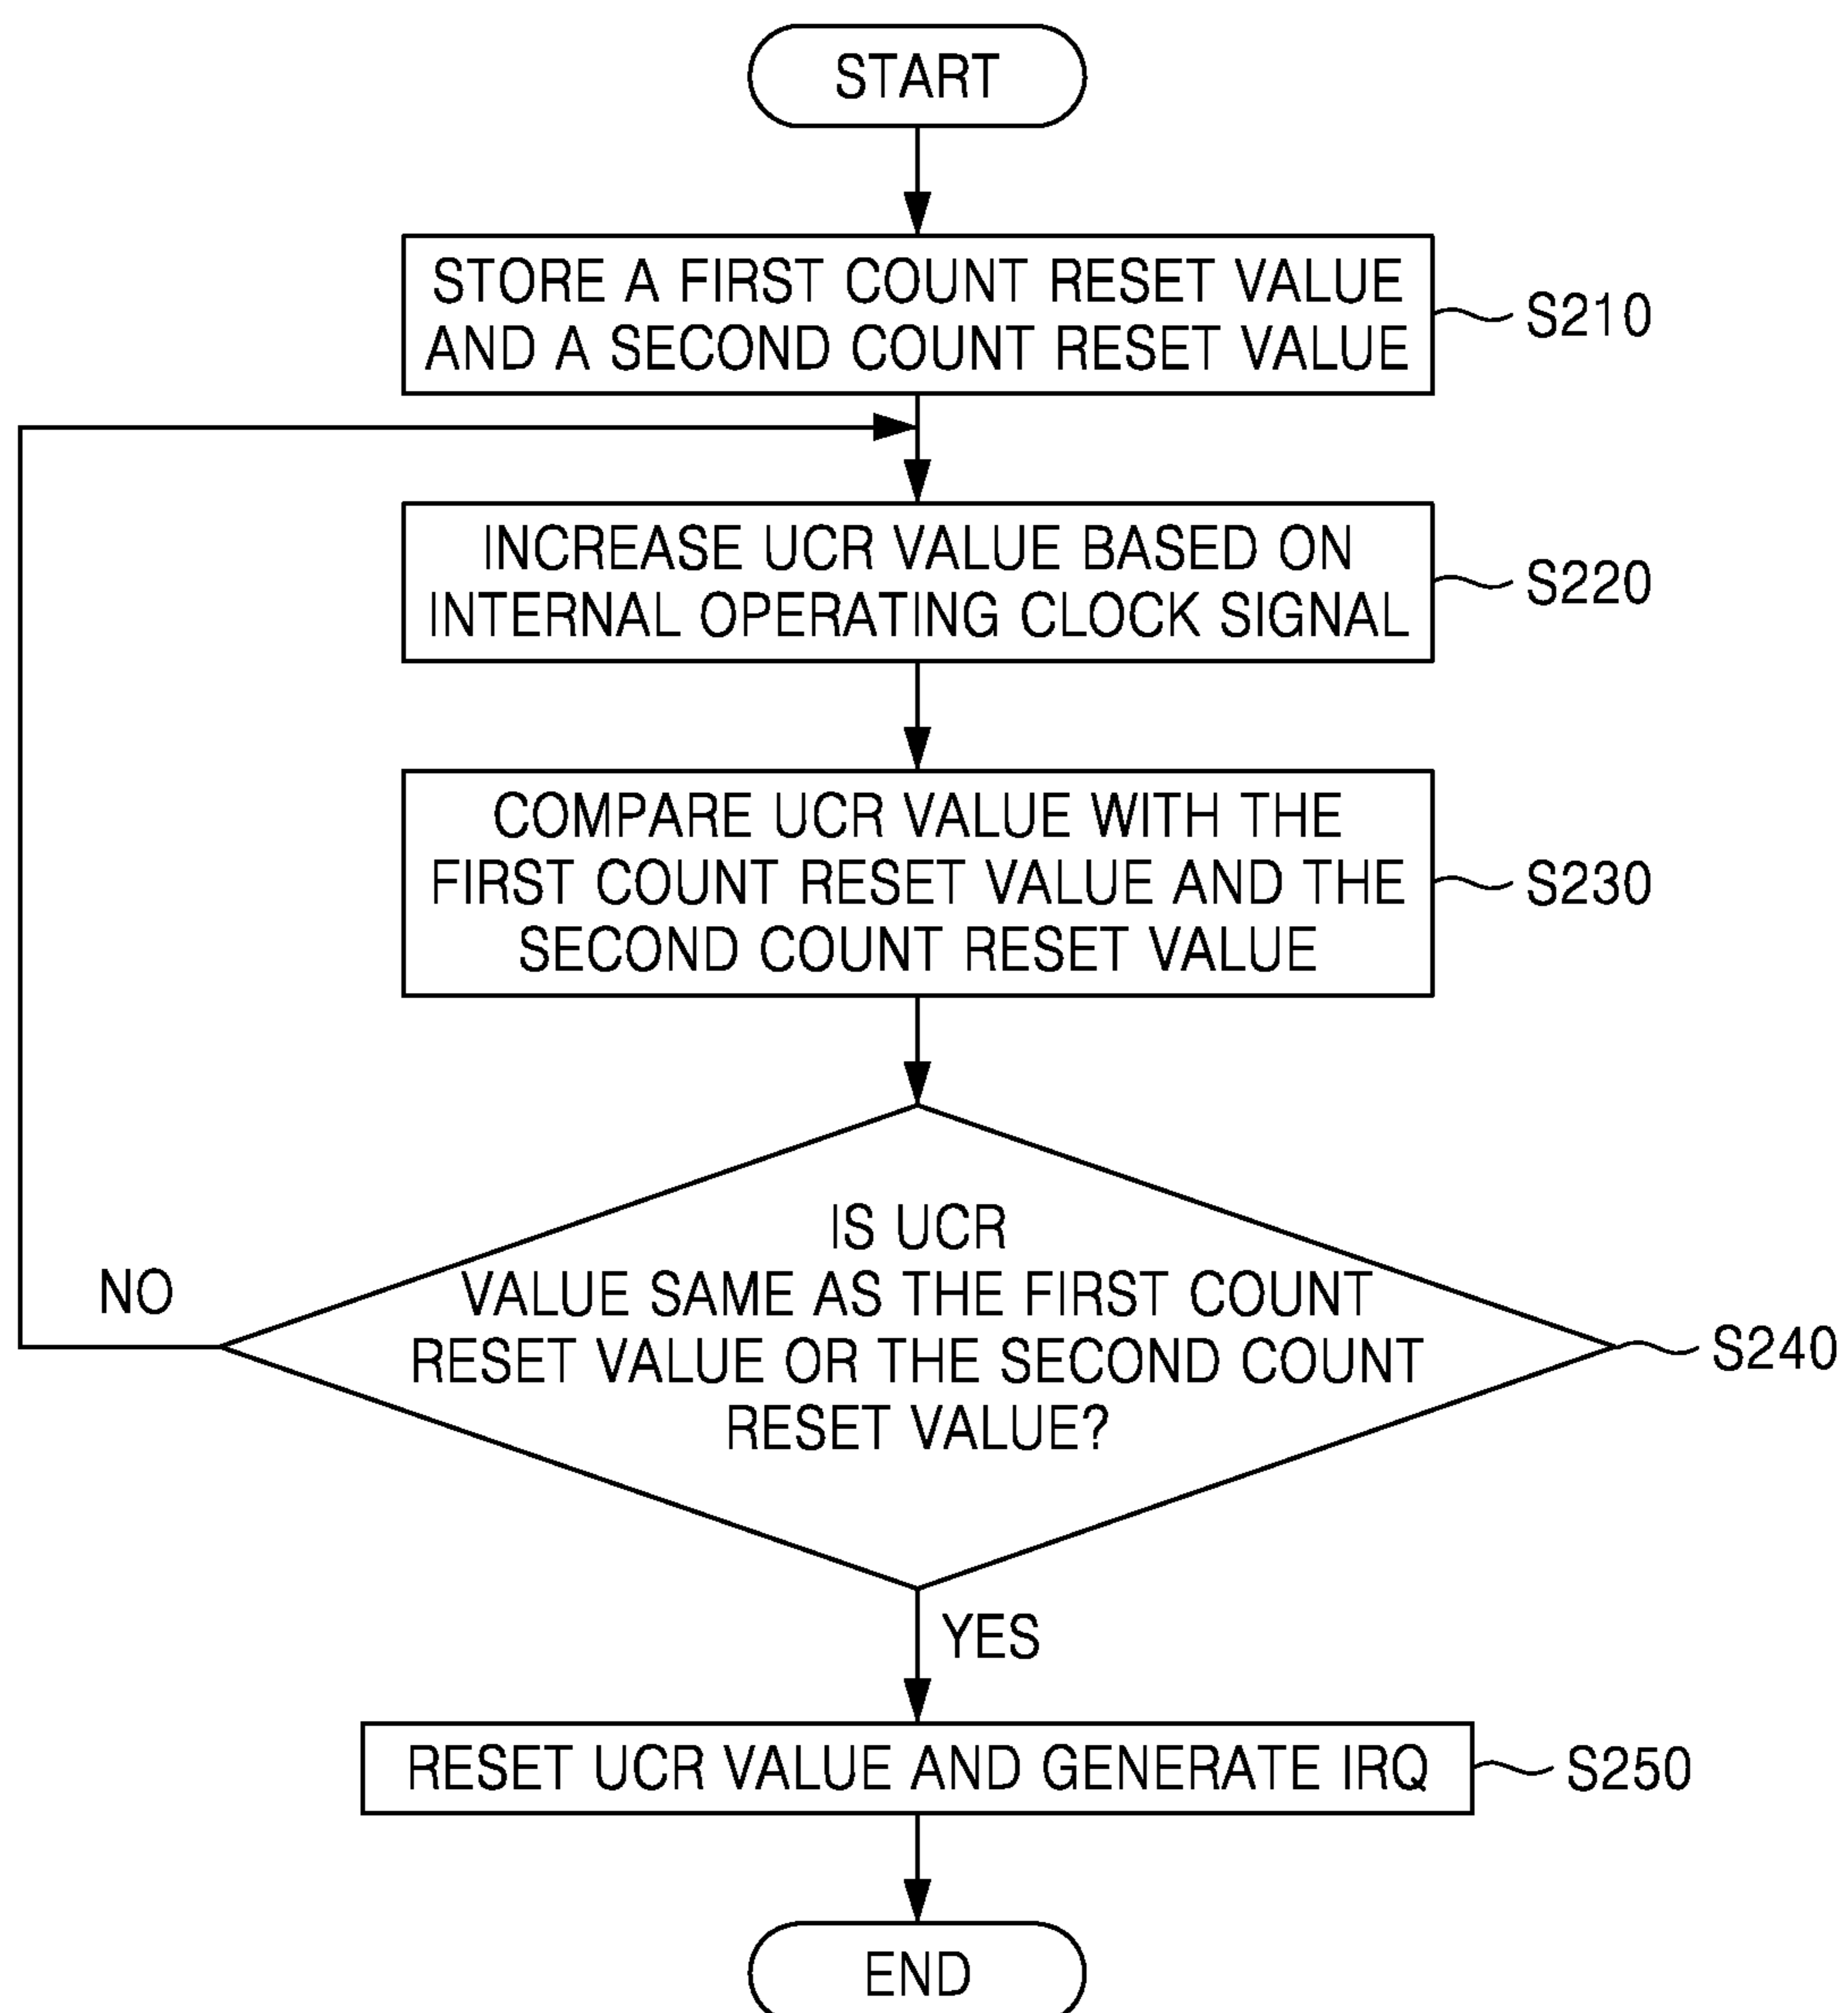 START
STORE A FIRST COUNT RESET VALUE
AND A SECOND COUNT RESET VALUE
S210
INCREASE UCR VALUE BASED ON
INTERNAL OPERATING CLOCK SIGNAL
S220
COMPARE UCR VALUE WITH THE
FIRST COUNT RESET VALUE AND THE
SECOND COUNT RESET VALUE
S230
IS UCR
VALUE SAME AS THE FIRST COUNT
RESET VALUE OR THE SECOND COUNT
RESET VALUE?
S240
NO
YES
RESET UCR VALUE AND GENERATE IRQ
S250
END